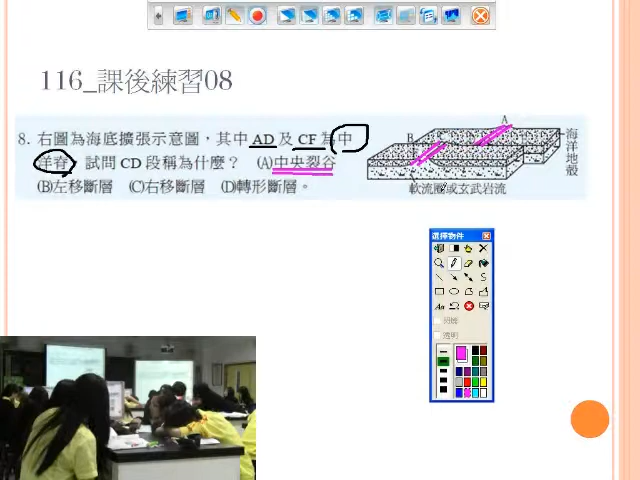 116_課後練習08
8. 右圖為海底擴張示意圖，其中 AD 及 CF 為中
洋脊，試問 CD 段稱為什麼？ (A)中央裂谷
(B)左移斷層 (C)右移斷層 (D)轉形斷層。
A
B
海洋地殼
軟流圈或玄武岩流
選擇物件
透明